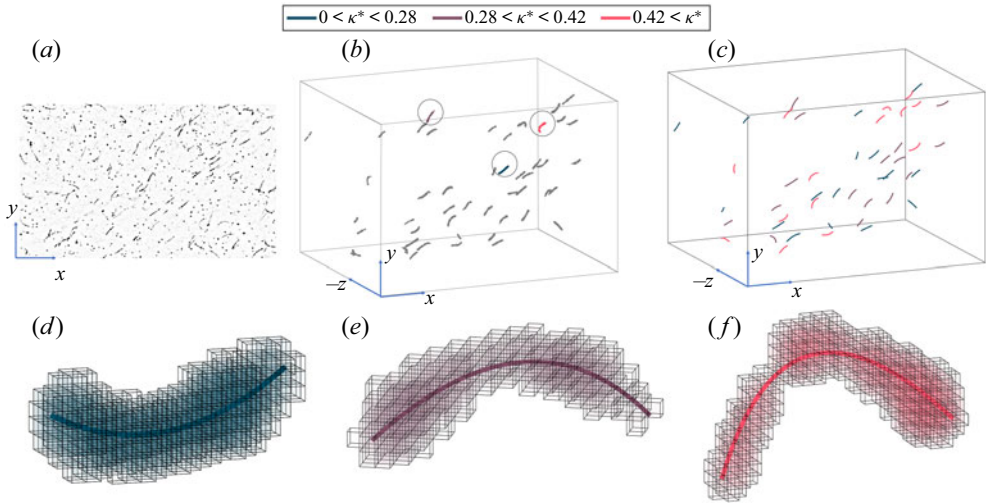 0 < κ* < 0.28 0.28 < κ* < 0.42 0.42 < κ*
(a) (b) (c)
y
x
y
–z
x
y
–z
x
(d) (e) (f)